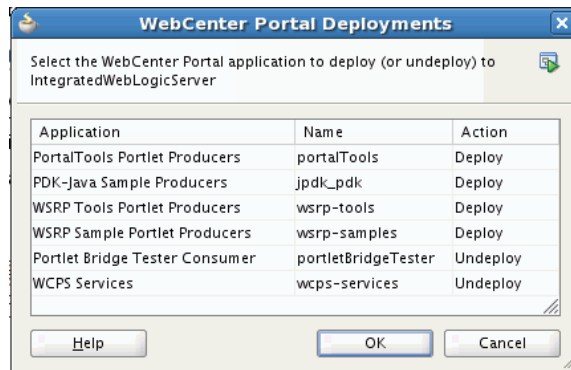 WebCenter Portal Deployments
Select the WebCenter Portal application to deploy (or undeploy) to
IntegratedWebLogicServer
Application Name Action
PortalTools Portlet Producers portalTools Deploy
PDK-Java Sample Producers jpdk_pdk Deploy
WSRP Tools Portlet Producers wsrp-tools Deploy
WSRP Sample Portlet Producers wsrp-samples Deploy
Portlet Bridge Tester Consumer portletBridgeTester Undeploy
WCPS Services wcps-services Undeploy
Help OK Cancel